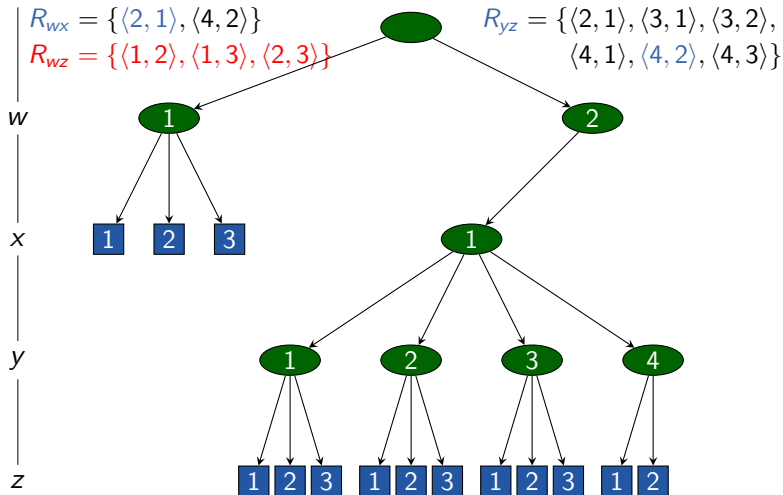 R_wx = {⟨2, 1⟩, ⟨4, 2⟩}
R_wz = {⟨1, 2⟩, ⟨1, 3⟩, ⟨2, 3⟩}
R_yz = {⟨2, 1⟩, ⟨3, 1⟩, ⟨3, 2⟩,
⟨4, 1⟩, ⟨4, 2⟩, ⟨4, 3⟩}
w 1 2
x 1 2 3 1
y 1 2 3 4
z 1 2 3 1 2 3 1 2 3 1 2